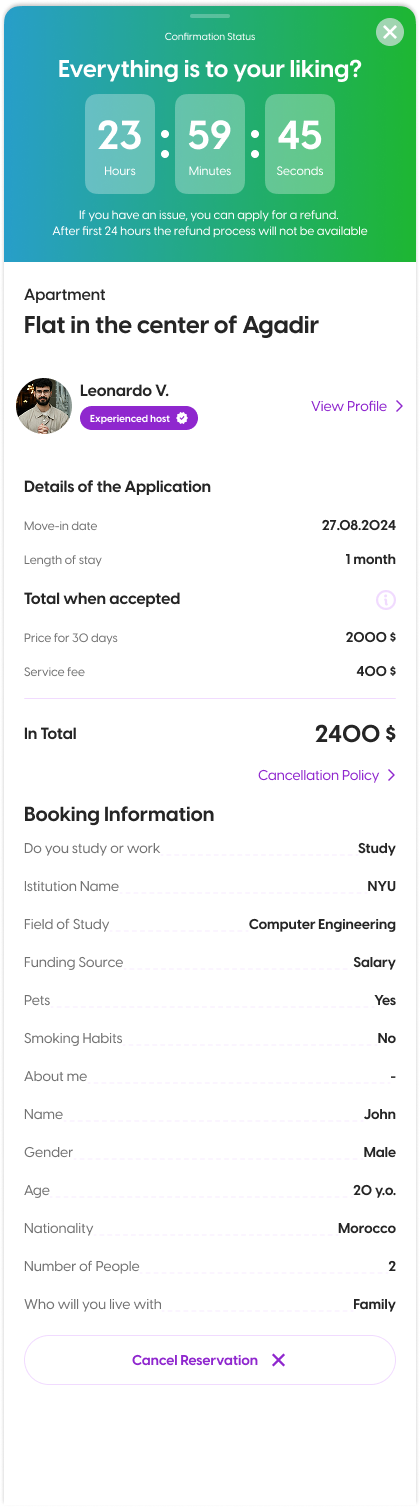 Confirmation Status
Everything is to your liking?
23 : 59 : 45
Hours Minutes Seconds
If you have an issue, you can apply for a refund.
After first 24 hours the refund process will not be available
Apartment
Flat in the center of Agadir
Leonardo V.
Experienced host
View Profile
Details of the Application
Move-in date 27.08.2024
Length of stay 1 month
Total when accepted
Price for 30 days 2000 $
Service fee 400 $
In Total 2400 $
Cancellation Policy
Booking Information
Do you study or work Study
Istitution Name NYU
Field of Study Computer Engineering
Funding Source Salary
Pets Yes
Smoking Habits No
About me -
Name John
Gender Male
Age 20 y.o.
Nationality Morocco
Number of People 2
Who will you live with Family
Cancel Reservation